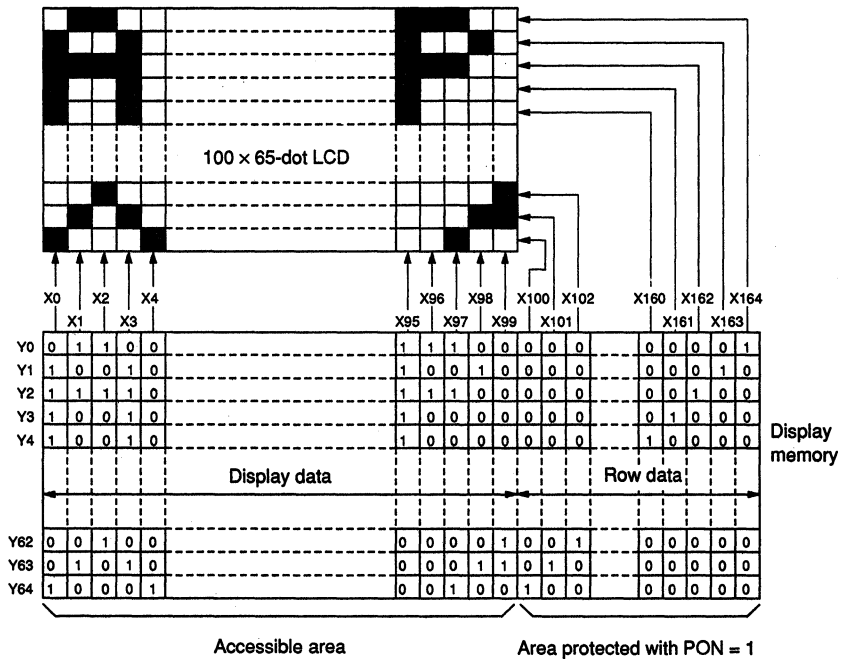 100 × 65-dot LCD
X0 X2 X4 X96 X98 X100 X102 X160 X162 X164
X1 X3 X95 X97 X99 X101 X161 X163
Y0 0 1 1 0 0 1 1 1 0 0 0 0 0 0 0 0 0 1
Y1 1 0 0 1 0 1 0 0 1 0 0 0 0 0 0 0 1 0
Y2 1 1 1 1 0 1 1 1 0 0 0 0 0 0 0 1 0 0
Y3 1 0 0 1 0 1 0 0 0 0 0 0 0 0 1 0 0 0
Y4 1 0 0 1 0 1 0 0 0 0 0 0 0 1 0 0 0 0
Display
memory
Display data Row data
Y62 0 0 1 0 0 0 0 0 0 1 0 0 1 0 0 0 0 0
Y63 0 1 0 1 0 0 0 0 1 1 0 1 0 0 0 0 0 0
Y64 1 0 0 0 1 0 0 1 0 0 1 0 0 0 0 0 0 0
Accessible area Area protected with PON = 1